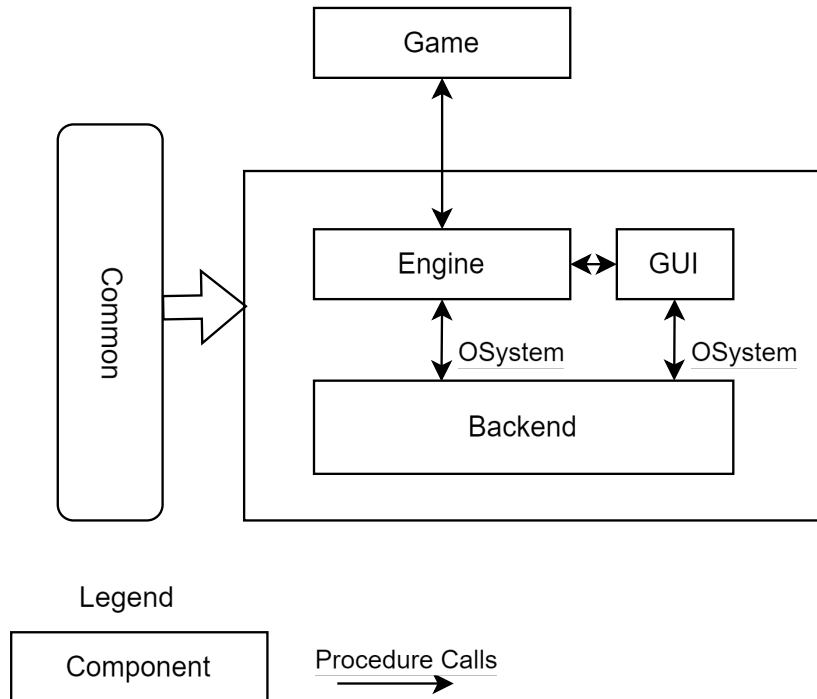 Game
Common
Engine
GUI
OSystem
OSystem
Backend
Legend
Component
Procedure Calls